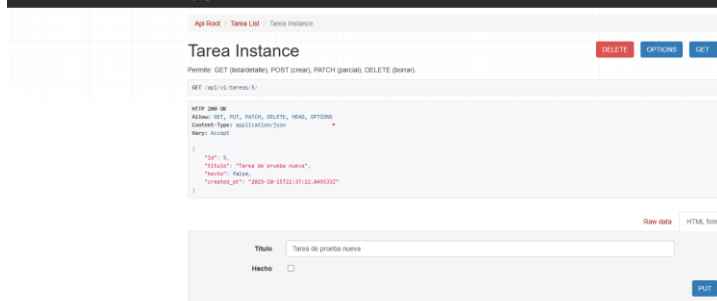 Api Root / Tarea List / Tarea Instance
Tarea Instance
DELETE OPTIONS GET
Permite: GET (lista/detalle), POST (crear), PATCH (parcial), DELETE (borrar).
GET /api/v1/tareas/5/
HTTP 200 OK
Allow: GET, PUT, PATCH, DELETE, HEAD, OPTIONS
Content-Type: application/json
Vary: Accept
{
"id": 5,
"titulo": "Tarea de prueba nueva",
"hecho": false,
"created_at": "2025-10-15T22:37:22.049533Z"
}
Raw data HTML form
Titulo Tarea de prueba nueva
Hecho
PUT